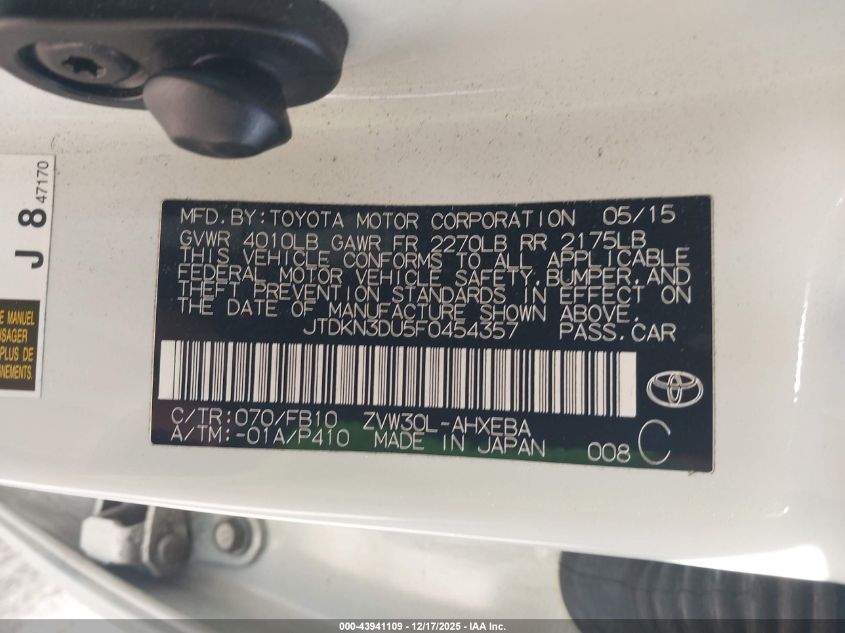 J 8
47170
E MANUEL
SAGER
PLUS DE
GNEMENTS.
MFD. BY: TOYOTA MOTOR CORPORATION 05/15
GVWR 4010LB GAWR FR 2270LB RR 2175LB
THIS VEHICLE CONFORMS TO ALL APPLICABLE
FEDERAL MOTOR VEHICLE SAFETY, BUMPER, AND
THEFT PREVENTION STANDARDS IN EFFECT ON
THE DATE OF MANUFACTURE SHOWN ABOVE.
JTDKN3DU5F0454357 PASS. CAR
C/TR: 070/FB10 ZVW30L-AHXEBA
A/TM: -01A/P410 MADE IN JAPAN 008 C
000-43941109 - 12/17/2025 - IAA Inc.